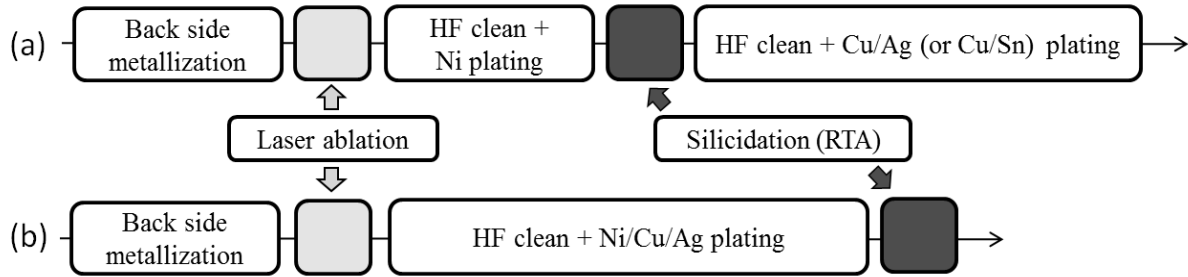 (a)
Back side
metallization
HF clean +
Ni plating
HF clean + Cu/Ag (or Cu/Sn) plating
Laser ablation
Silicidation (RTA)
(b)
Back side
metallization
HF clean + Ni/Cu/Ag plating